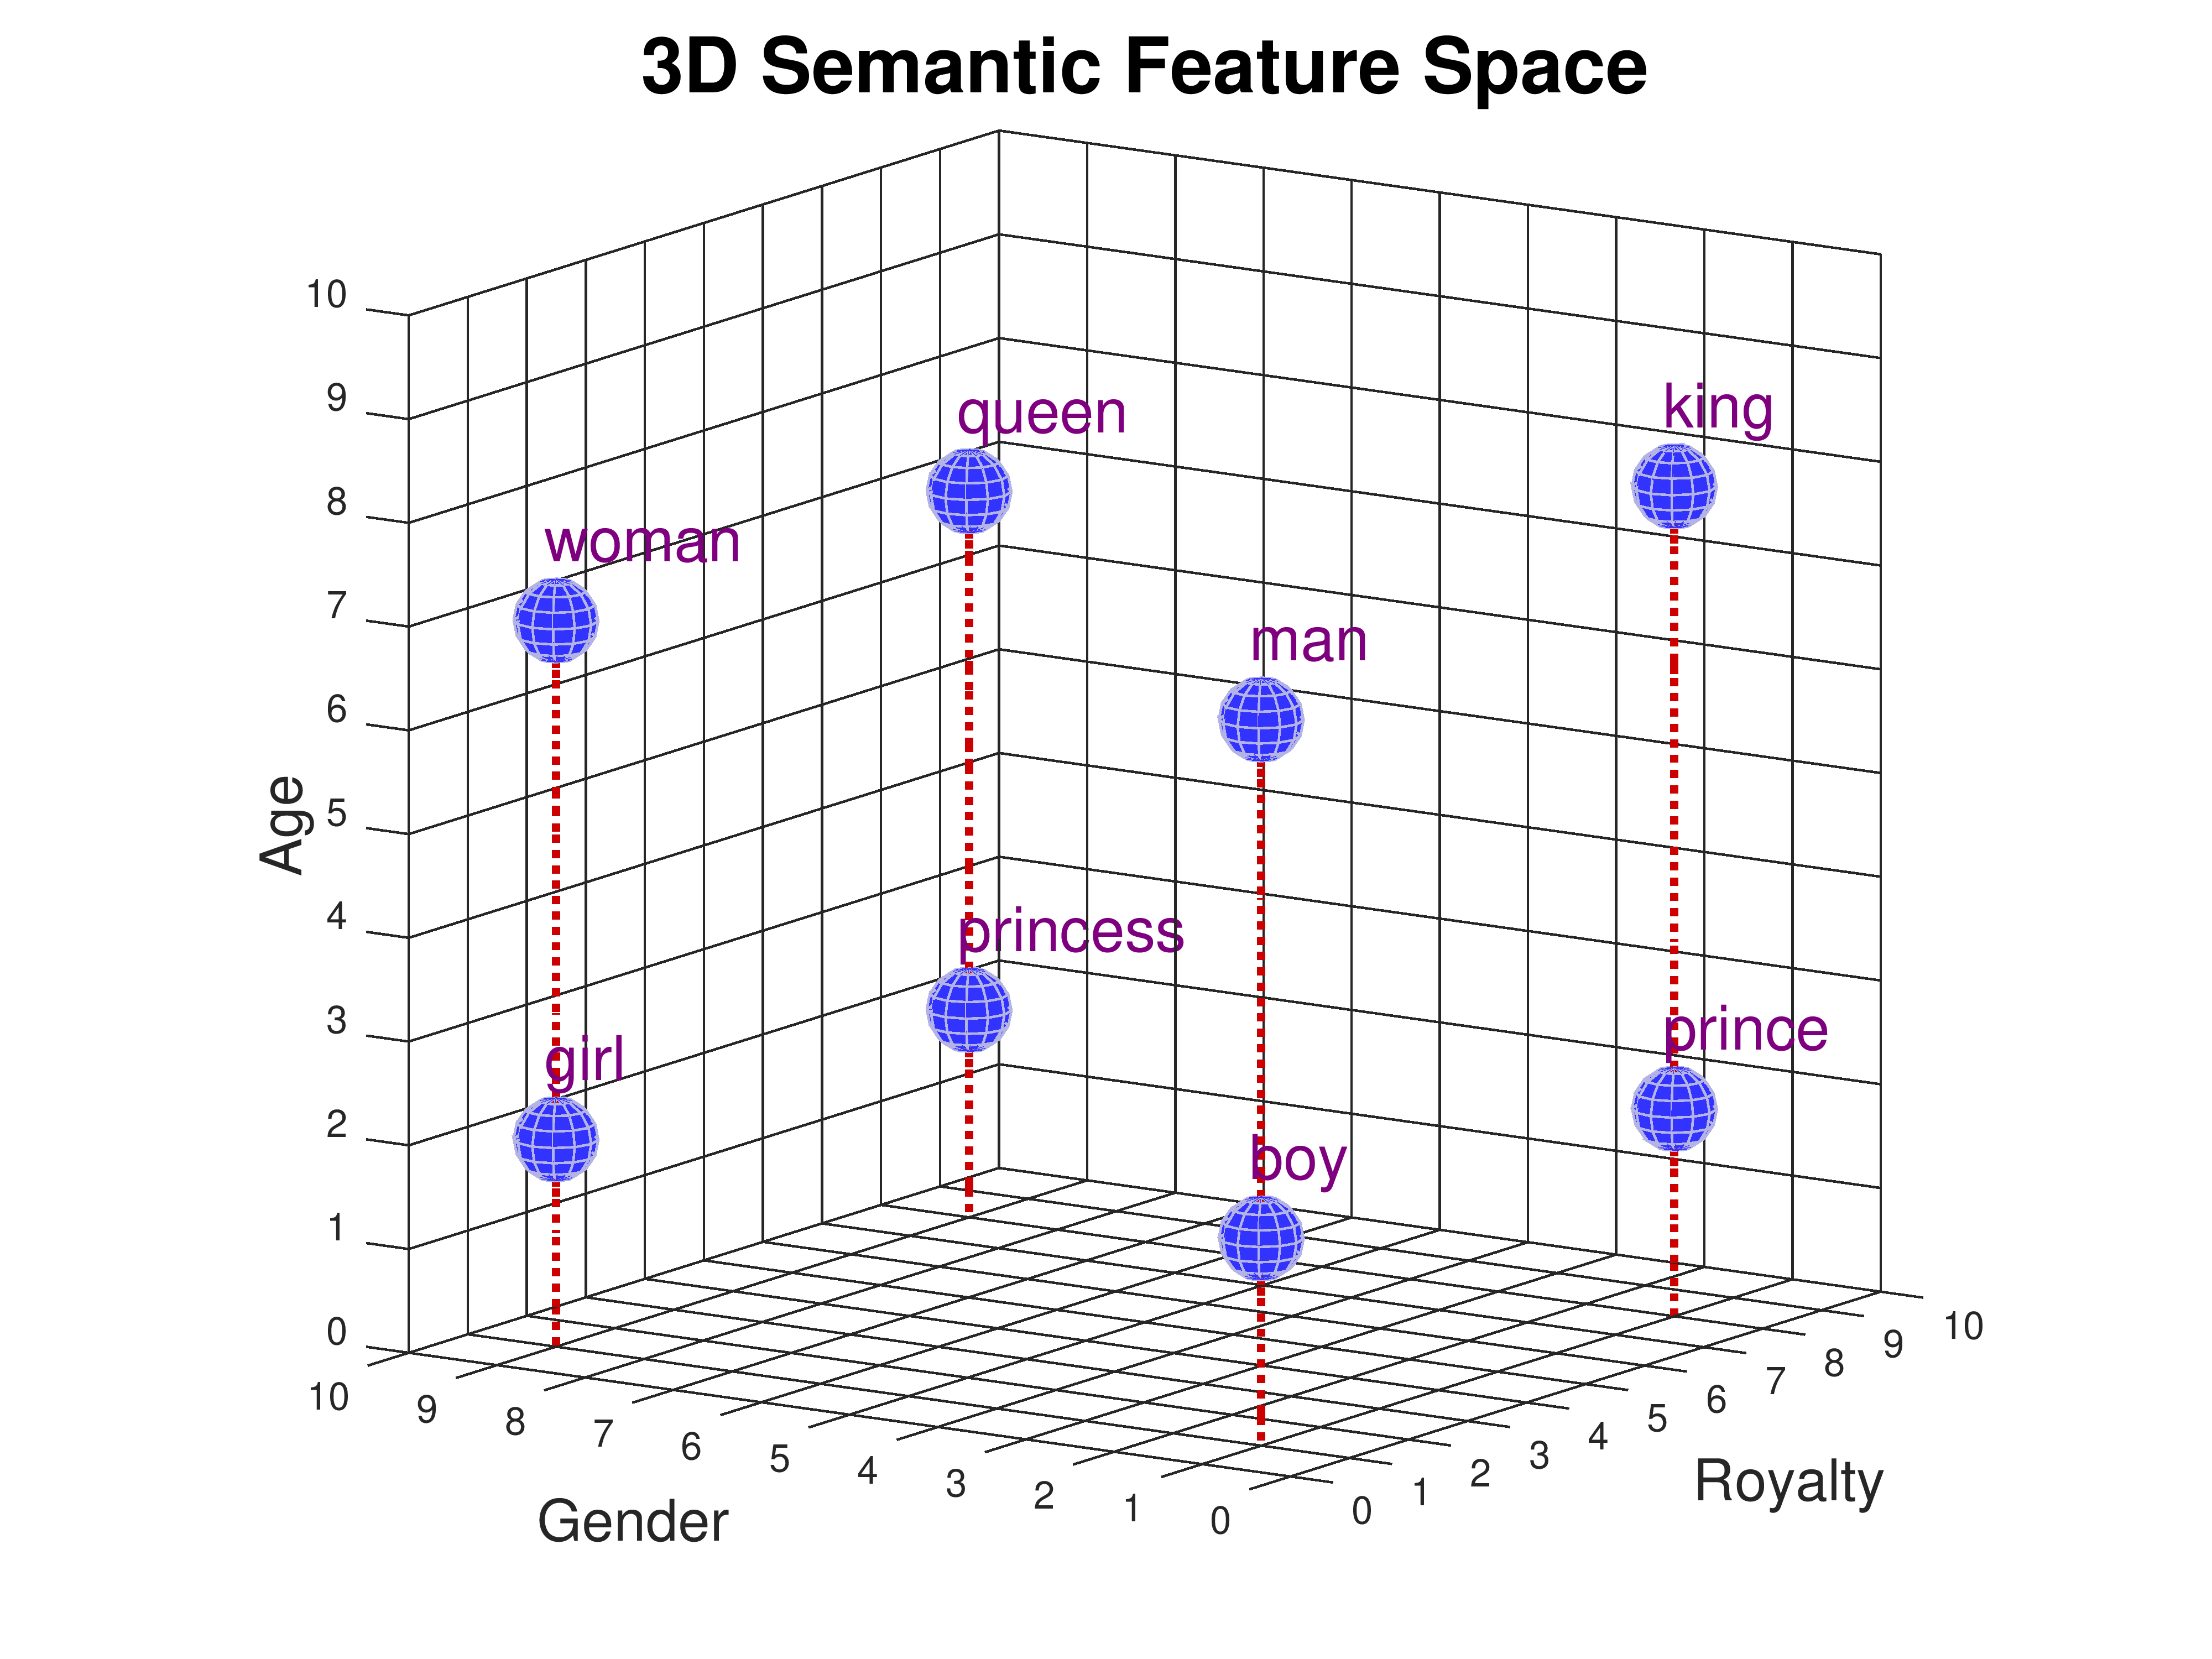 3D Semantic Feature Space
10
9
8
7
6
5
4
3
2
1
0
Age
queen
king
woman
man
princess
prince
girl
boy
10
9
8
7
6
5
4
3
2
1
0
Gender
0
1
2
3
4
5
6
7
8
9
10
Royalty